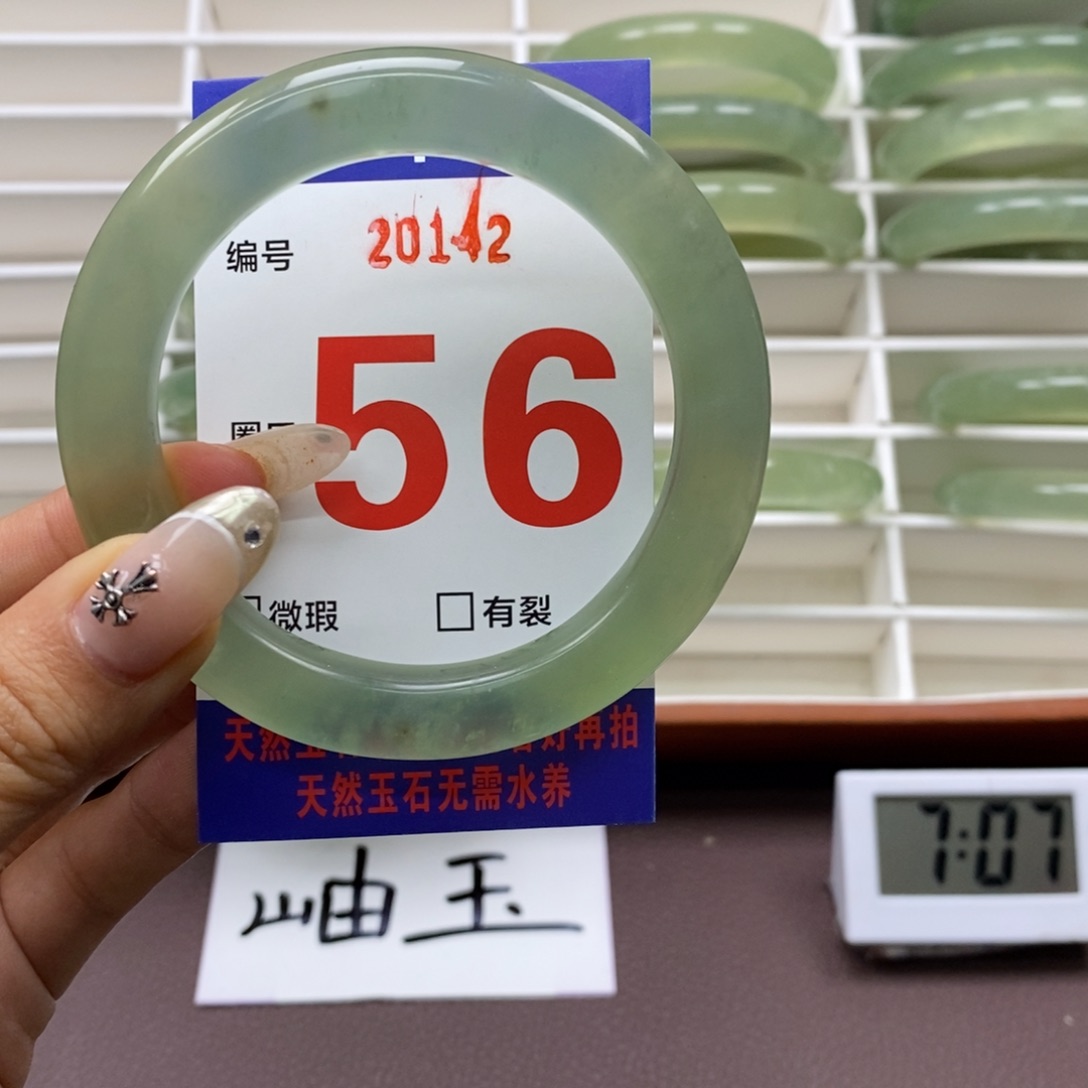 编号 20142
56
微瑕 □有裂
天然玉 再拍
天然玉石无需水养
岫玉
7:07